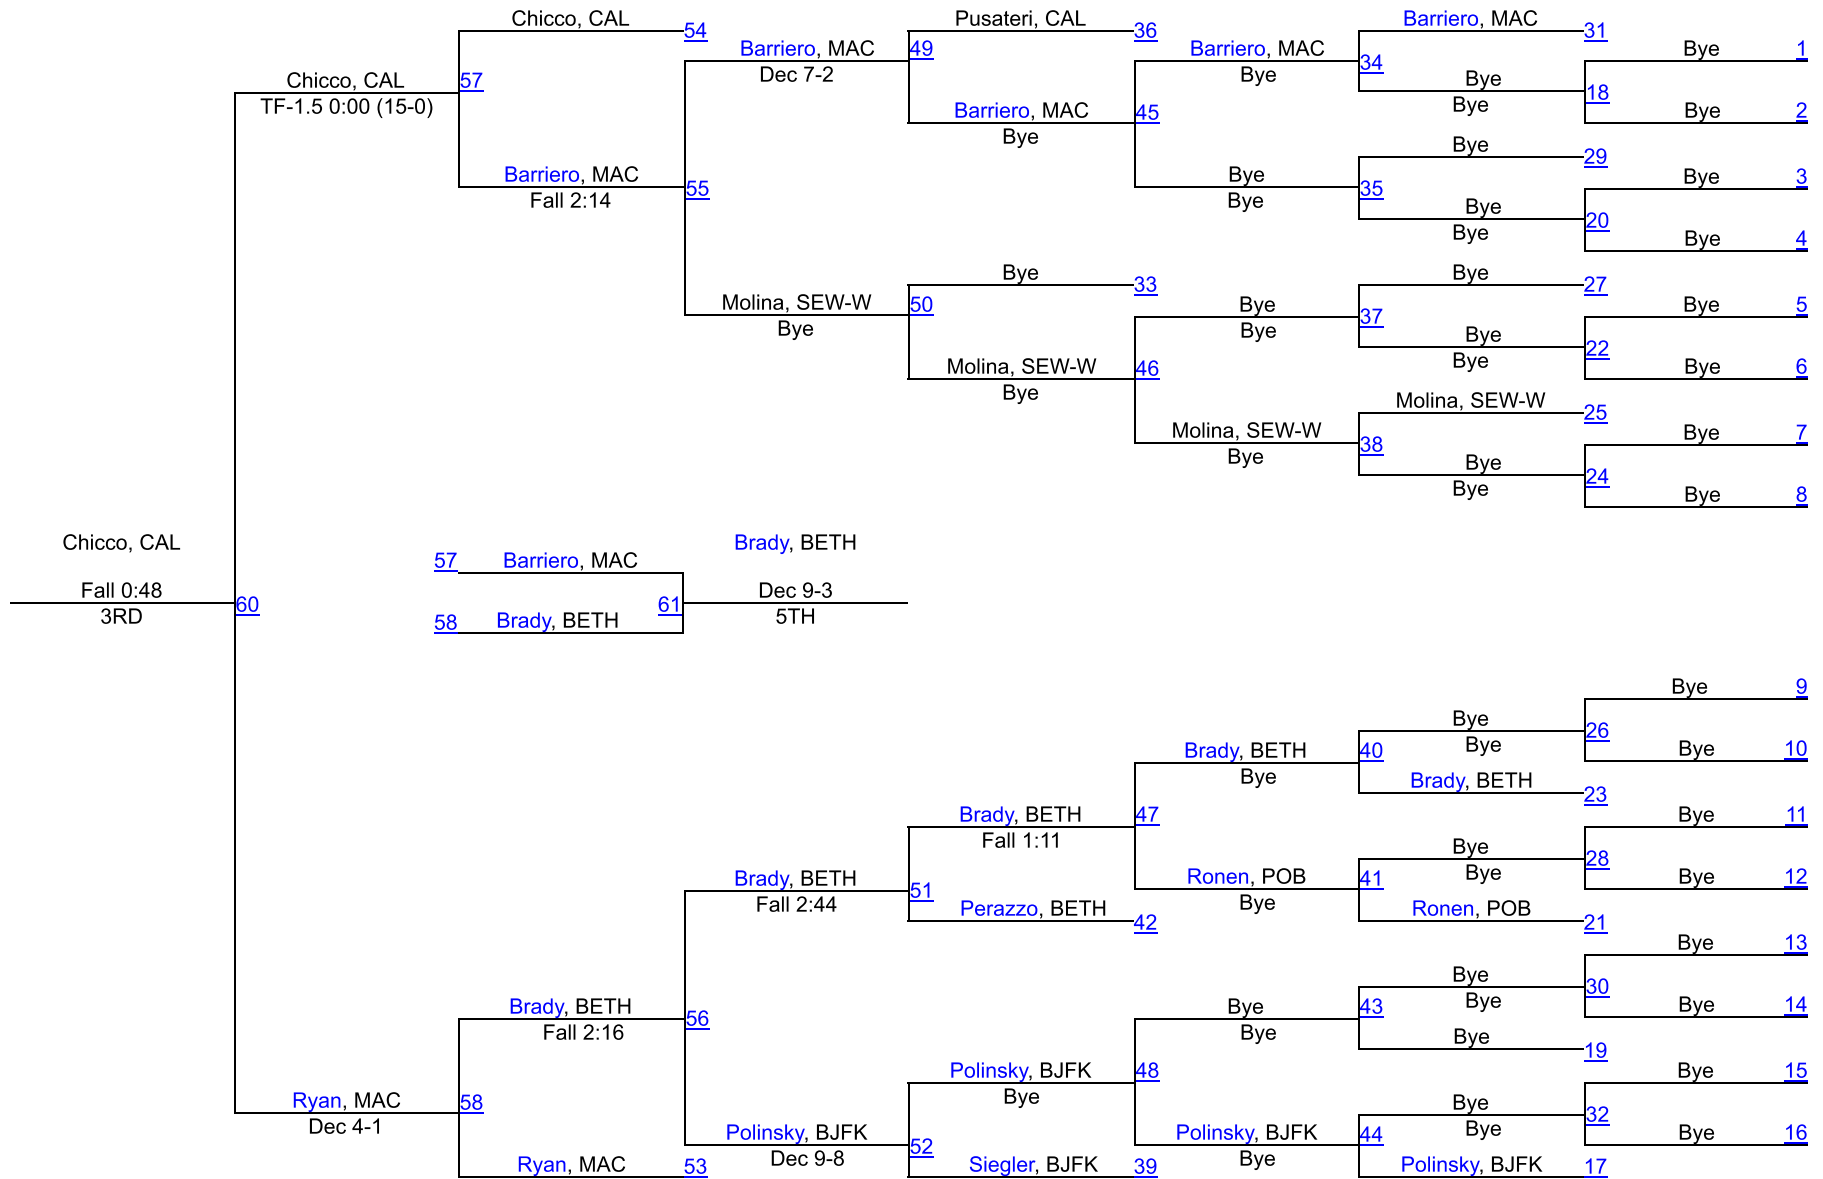 Chicco, CAL
54
Pusateri, CAL
36
Barriero, MAC
31
Bye
1
Barriero, MAC
49
Barriero, MAC
34
Dec 7-2
Bye
Chicco, CAL
57
Bye
18
TF-1.5 0:00 (15-0)
Bye
Bye
2
Barriero, MAC
45
Bye
Bye
29
Barriero, MAC
55
Bye
35
Bye
3
Fall 2:14
Bye
Bye
20
Bye
Bye
4
Bye
33
Bye
27
Molina, SEW-W
50
Bye
37
Bye
5
Bye
Bye
Bye
22
Bye
Molina, SEW-W
46
Bye
6
Bye
Molina, SEW-W
25
Molina, SEW-W
38
Bye
7
Bye
Bye
24
Bye
Bye
8
Chicco, CAL
Brady, BETH
57
Barriero, MAC
Fall 0:48
60
61
Dec 9-3
3RD
58
Brady, BETH
5TH
Bye
9
Bye
26
Bye
Brady, BETH
40
Bye
10
Bye
Brady, BETH
23
Brady, BETH
47
Bye
11
Fall 1:11
Bye
28
Bye
Brady, BETH
51
Ronen, POB
41
Bye
12
Fall 2:44
Bye
Perazzo, BETH
42
Ronen, POB
21
Bye
13
Bye
30
Bye
Brady, BETH
56
Bye
43
Bye
14
Fall 2:16
Bye
Bye
19
Polinsky, BJFK
48
Bye
15
Bye
Ryan, MAC
58
Bye
32
Dec 4-1
Bye
Polinsky, BJFK
52
Polinsky, BJFK
44
Bye
16
Dec 9-8
Bye
Ryan, MAC
53
Siegler, BJFK
39
Polinsky, BJFK
17